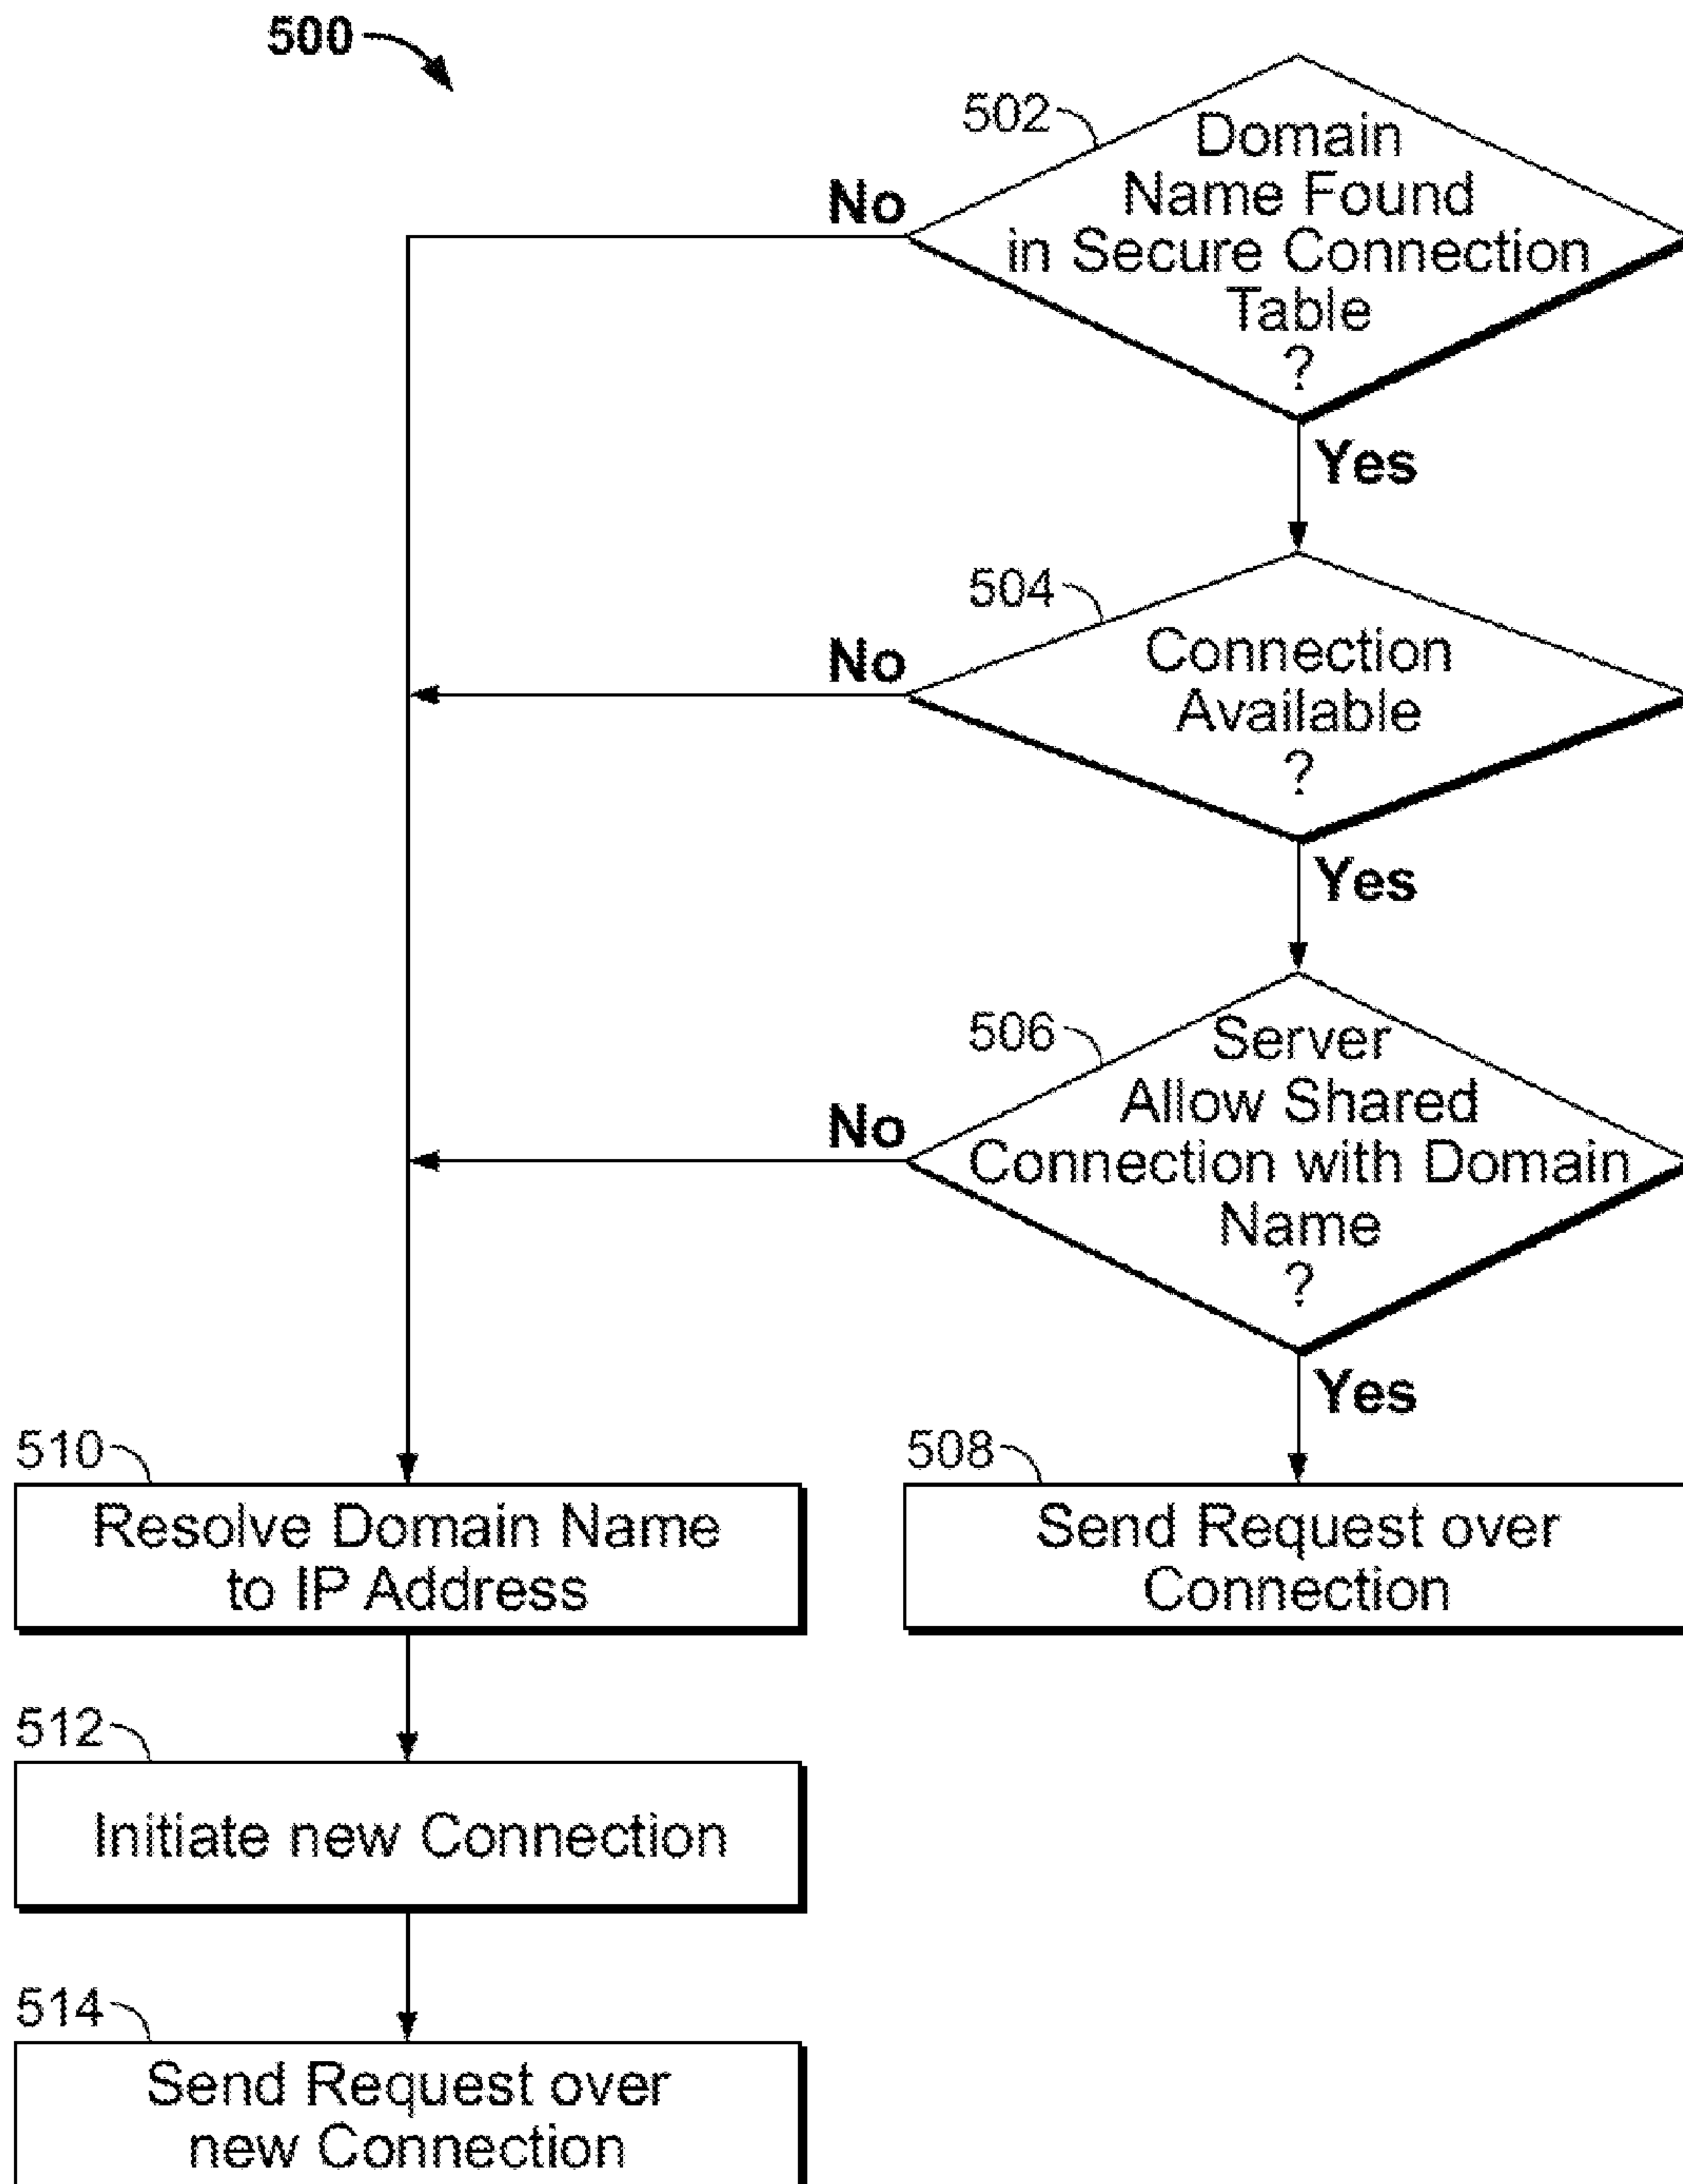 500
502
Domain
Name Found
in Secure Connection
Table
?
No
Yes
504
Connection
Available
?
No
Yes
506
Server
Allow Shared
Connection with Domain
Name
?
No
Yes
510
Resolve Domain Name
to IP Address
508
Send Request over
Connection
512
Initiate new Connection
514
Send Request over
new Connection